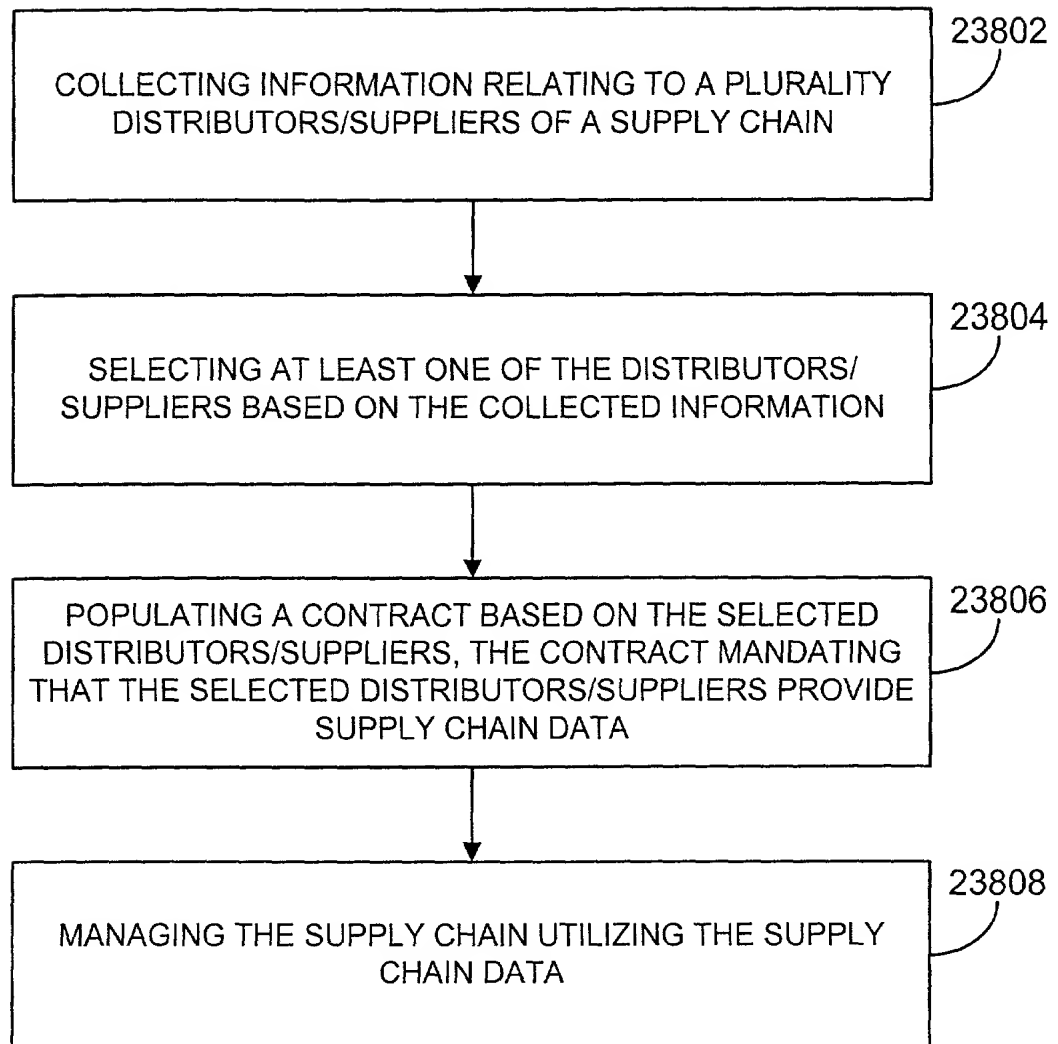 23802
COLLECTING INFORMATION RELATING TO A PLURALITY
DISTRIBUTORS/SUPPLIERS OF A SUPPLY CHAIN
23804
SELECTING AT LEAST ONE OF THE DISTRIBUTORS/
SUPPLIERS BASED ON THE COLLECTED INFORMATION
23806
POPULATING A CONTRACT BASED ON THE SELECTED
DISTRIBUTORS/SUPPLIERS, THE CONTRACT MANDATING
THAT THE SELECTED DISTRIBUTORS/SUPPLIERS PROVIDE
SUPPLY CHAIN DATA
23808
MANAGING THE SUPPLY CHAIN UTILIZING THE SUPPLY
CHAIN DATA